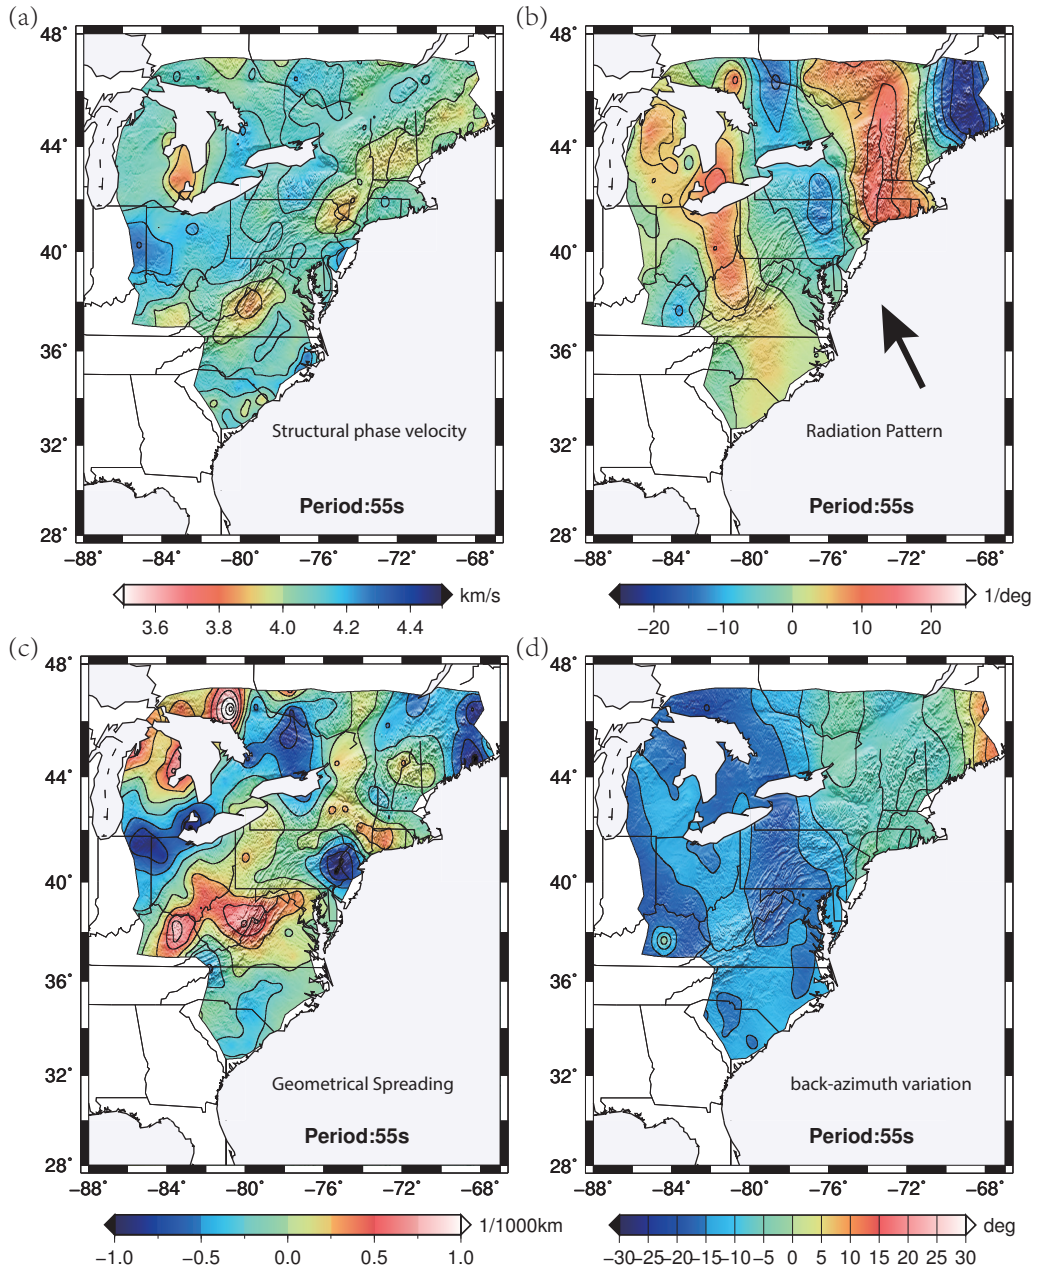 (a)
(b)
48°
44°
40°
36°
32°
28°
Structural phase velocity
Period:55s
−88 −84 −80 −76 −72 −68
3.6 3.8 4.0 4.2 4.4
km/s
48°
44°
40°
36°
32°
28°
Radiation Pattern
Period:55s
−88 −84 −80 −76 −72 −68
−20 −10 0 10 20
1/deg
(c)
(d)
48°
44°
40°
36°
32°
28°
Geometrical Spreading
Period:55s
−88 −84 −80 −76 −72 −68
−1.0 −0.5 0.0 0.5 1.0
1/1000km
48°
44°
40°
36°
32°
28°
back-azimuth variation
Period:55s
−88 −84 −80 −76 −72 −68
−30−25−20−15−10−5 0 5 10 15 20 25 30
deg